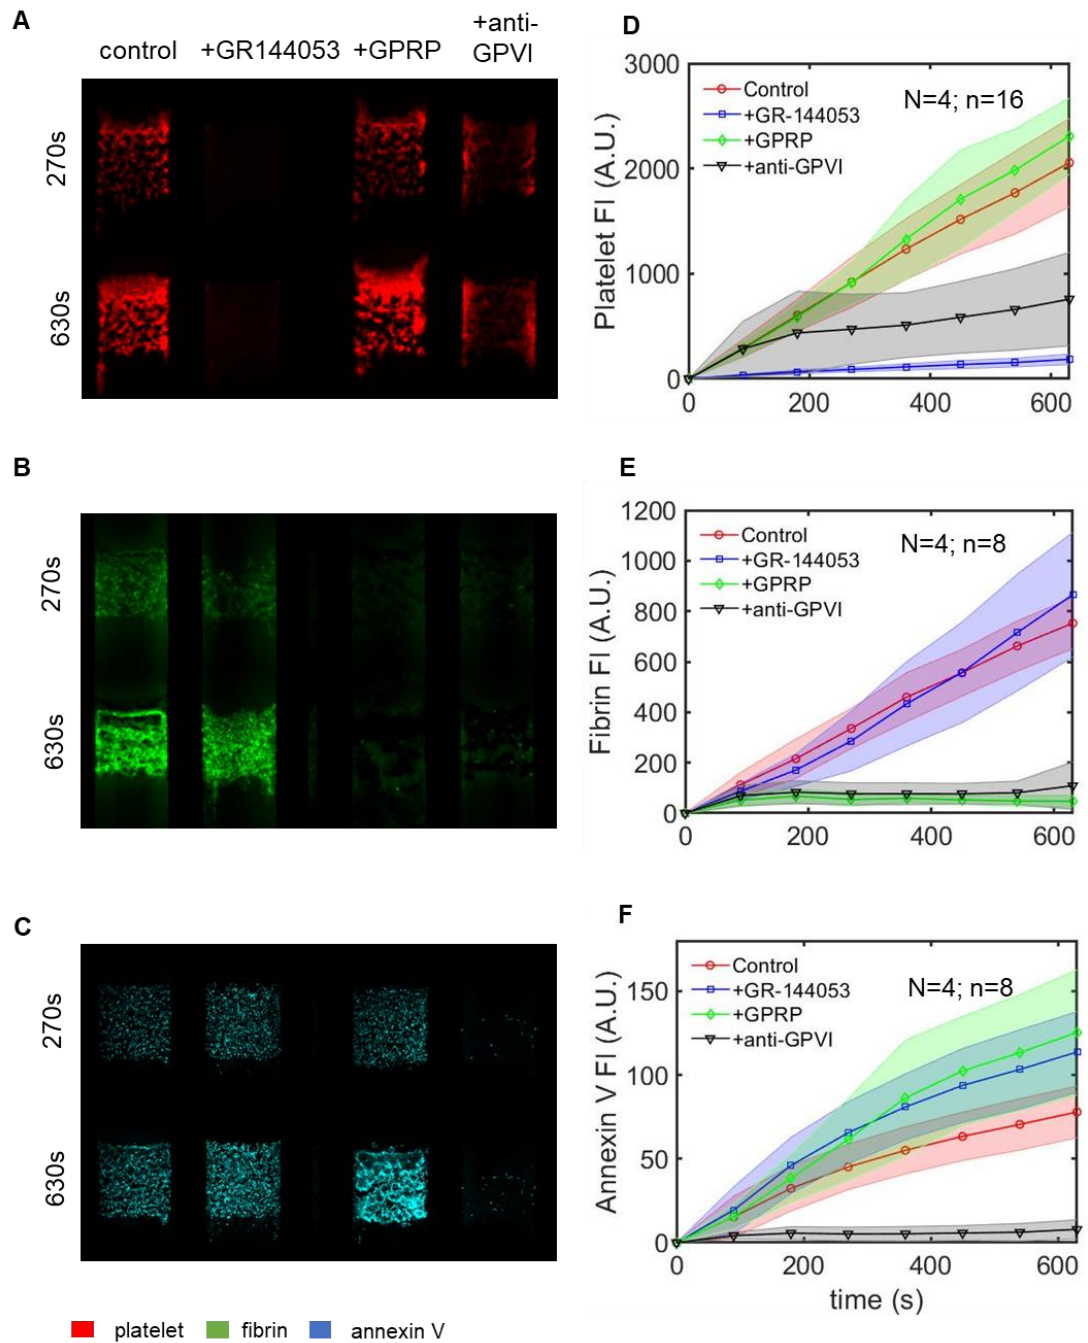 A
control
+GR144053
+GPRP
+anti-
GPVI
270s
630s
B
270s
630s
C
270s
630s
platelet
fibrin
annexin V
D
Platelet FI (A.U.)
3000
2000
1000
0
0
200
400
600
Control
+GR-144053
+GPRP
+anti-GPVI
N=4; n=16
E
Fibrin FI (A.U.)
1200
1000
800
600
400
200
0
0
200
400
600
Control
+GR-144053
+GPRP
+anti-GPVI
N=4; n=8
F
Annexin V FI (A.U.)
150
100
50
0
0
200
400
600
Control
+GR-144053
+GPRP
+anti-GPVI
N=4; n=8
time (s)